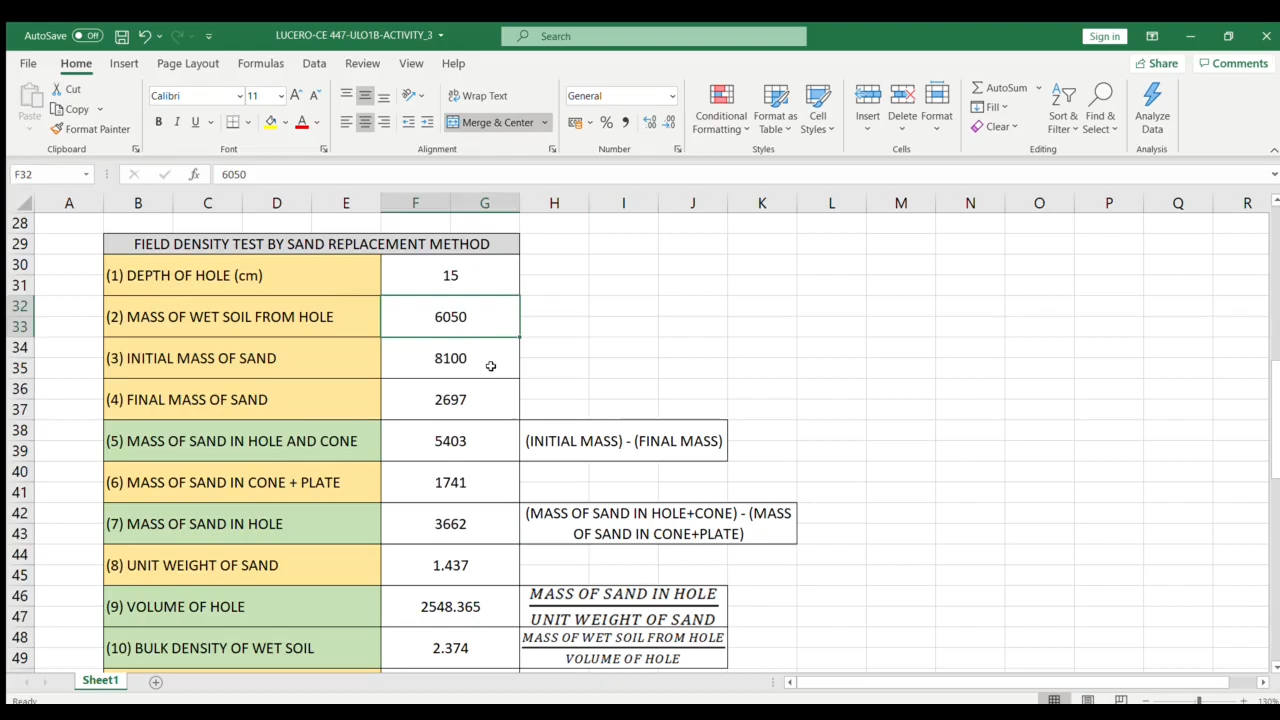 AutoSave Off LUCERO-CE 447-ULO1B-ACTIVITY_3 Search Sign in
File Home Insert Draw Page Layout Formulas Data Review View Help Share Comments
Paste Cut Copy Format Painter Calibri 11 B I U Wrap Text Merge & Center General % Conditional Formatting Format as Table Cell Styles Insert Delete Format AutoSum Fill Clear Sort & Filter Find & Select Analyze Data
Clipboard Font Alignment Number Styles Cells Editing Analysis
F32 fx 6050
A B C D E F G H I J K L M N O P Q R
28
29 FIELD DENSITY TEST BY SAND REPLACEMENT METHOD
30
(1) DEPTH OF HOLE (cm) 15
31
32
(2) MASS OF WET SOIL FROM HOLE 6050
33
34
(3) INITIAL MASS OF SAND 8100
35
36
(4) FINAL MASS OF SAND 2697
37
38
(5) MASS OF SAND IN HOLE AND CONE 5403 (INITIAL MASS) - (FINAL MASS)
39
40
(6) MASS OF SAND IN CONE + PLATE 1741
41
42 (MASS OF SAND IN HOLE+CONE) - (MASS
(7) MASS OF SAND IN HOLE 3662
43 OF SAND IN CONE+PLATE)
44
(8) UNIT WEIGHT OF SAND 1.437
45
46 MASS OF SAND IN HOLE
(9) VOLUME OF HOLE 2548.365
47 UNIT WEIGHT OF SAND
48 MASS OF WET SOIL FROM HOLE
(10) BULK DENSITY OF WET SOIL 2.374
49 VOLUME OF HOLE
Sheet1
Ready 130%